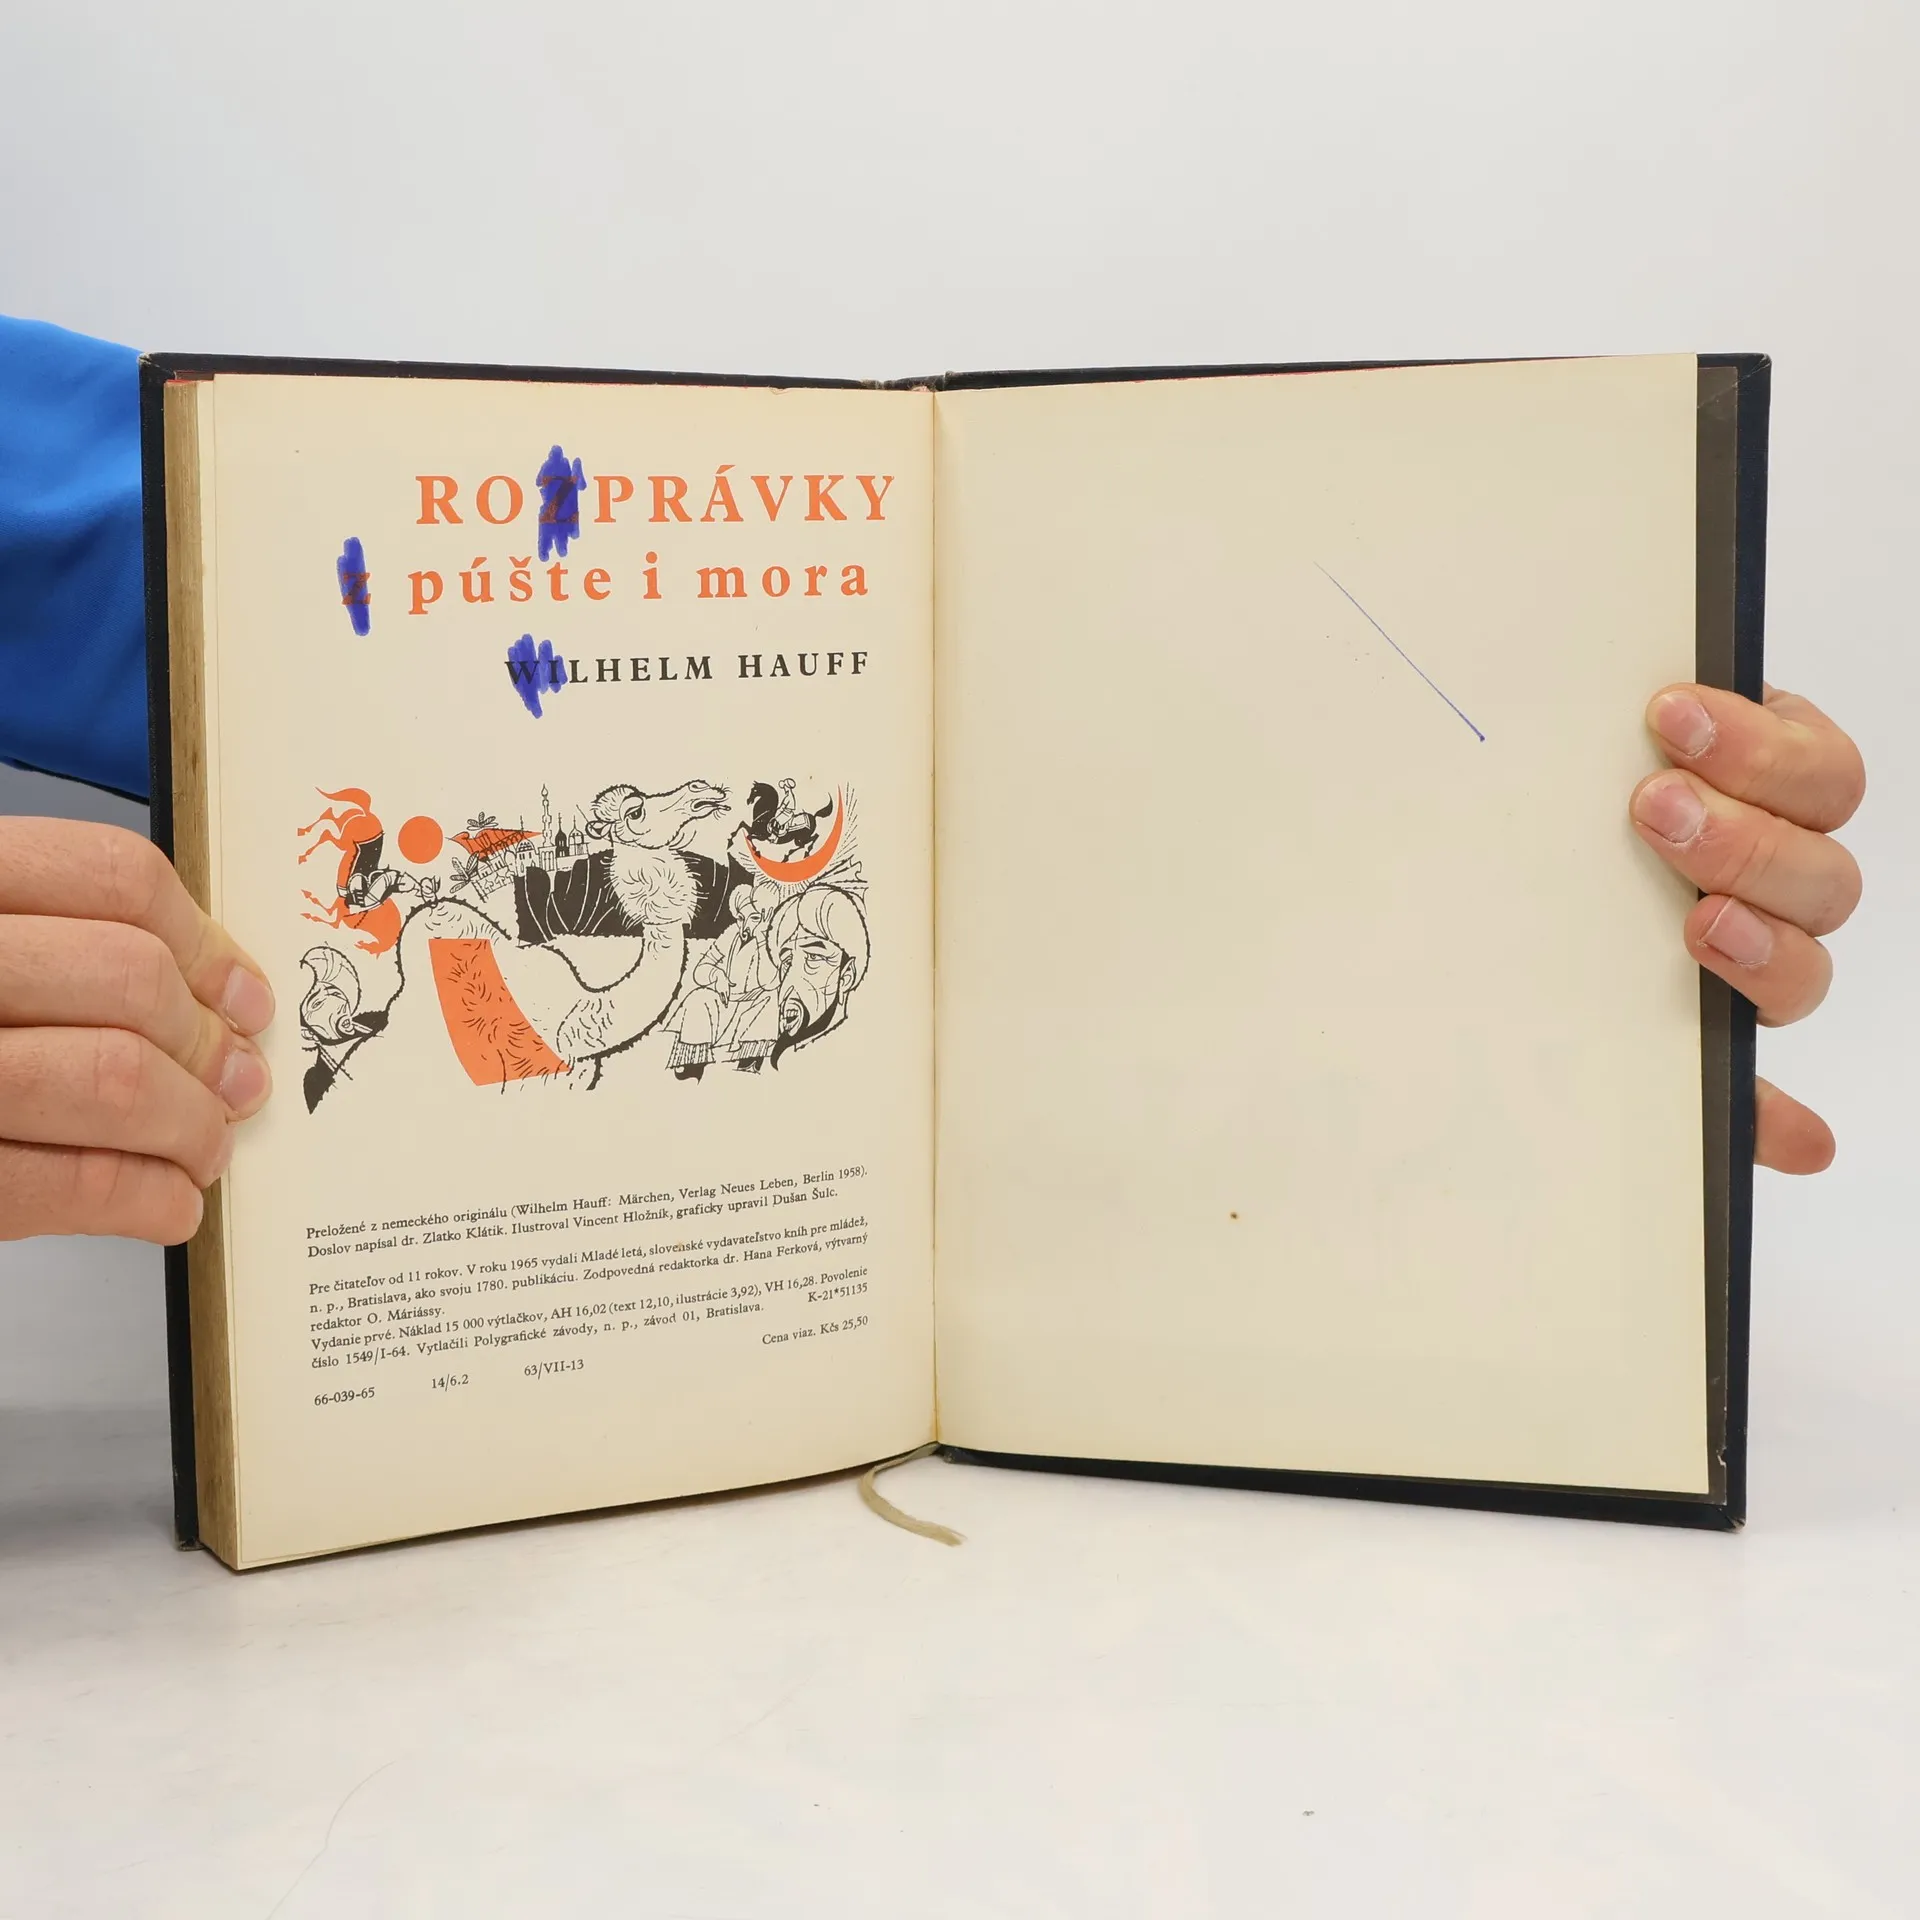 ROZPRÁVKY
z púšte i mora
WILHELM HAUFF
Preložené z nemeckého originálu (Wilhelm Hauff: Märchen, Verlag Neues Leben, Berlin 1958).
Doslov napísal dr. Zlatko Klátik. Ilustroval Vincent Hložník, graficky upravil Dušan Šulc.
Pre čitateľov od 11 rokov. V roku 1965 vydali Mladé letá, slovenské vydavateľstvo kníh pre mládež,
n. p., Bratislava, ako svoju 1780. publikáciu. Zodpovedná redaktorka dr. Hana Ferková, výtvarný
redaktor O. Máriássy.
Vydanie prvé. Náklad 15 000 výtlačkov, AH 16,02 (text 12,10, ilustrácie 3,92), VH 16,28. Povolenie
číslo 1549/I-64. Vytlačili Polygrafické závody, n. p., závod 01, Bratislava. K-21*51135
Cena viaz. Kčs 25,50
66-039-65 14/6.2 63/VII-13